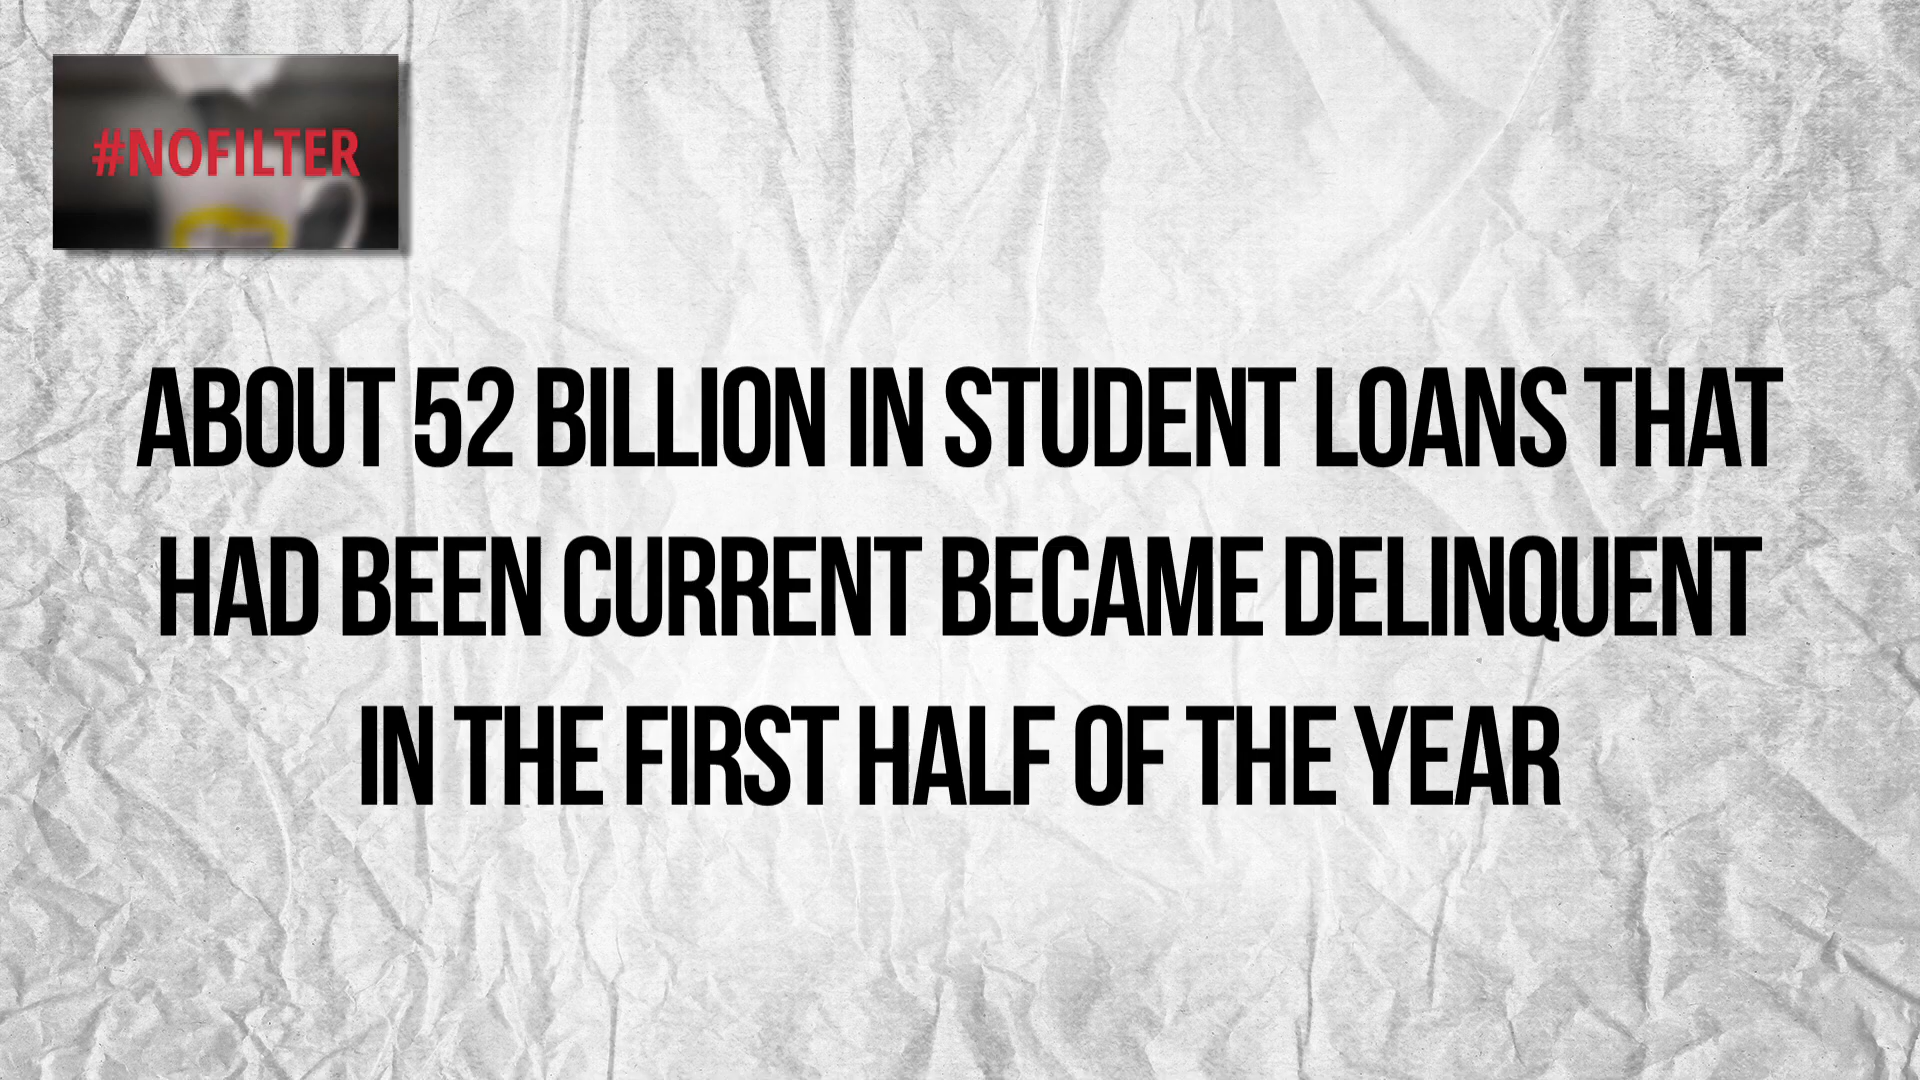 #NOFILTER
ABOUT 52 BILLION IN STUDENT LOANS THAT
HAD BEEN CURRENT BECAME DELINQUENT
IN THE FIRST HALF OF THE YEAR